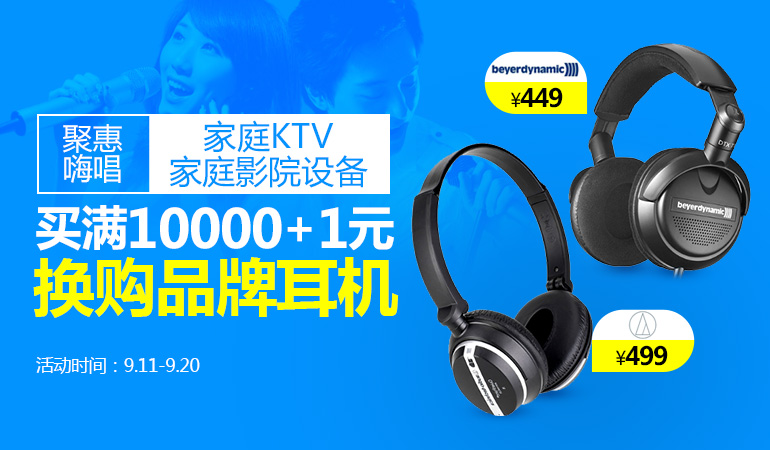 聚惠
嗨唱
家庭KTV
家庭影院设备
买满10000+1元
换购品牌耳机
活动时间：9.11-9.20
beyerdynamic
¥449
beyerdynamic
¥499